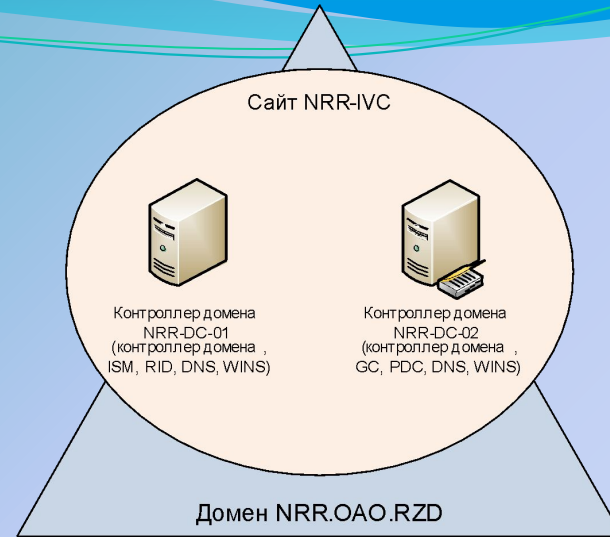 Сайт NRR-IVC
Контроллер домена
NRR-DC-01
(контроллер домена ,
ISM, RID, DNS, WINS)
Контроллер домена
NRR-DC-02
(контроллер домена ,
GC, PDC, DNS, WINS)
Домен NRR.OAO.RZD